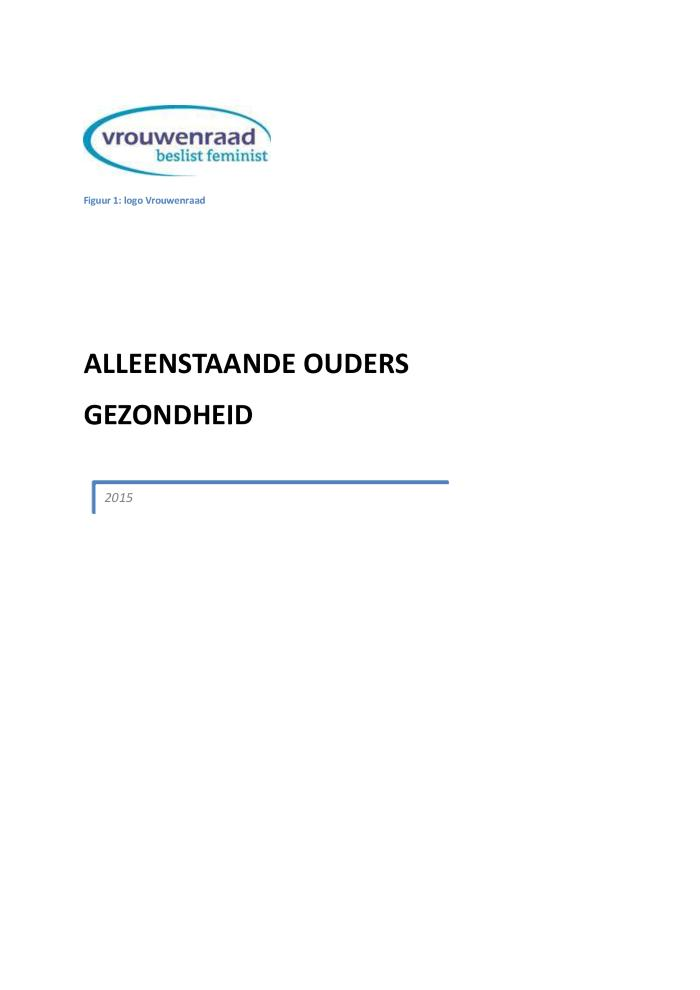 vrouwenraad
beslist feminist
Figuur 1: logo Vrouwenraad
ALLEENSTAANDE OUDERS
GEZONDHEID
2015